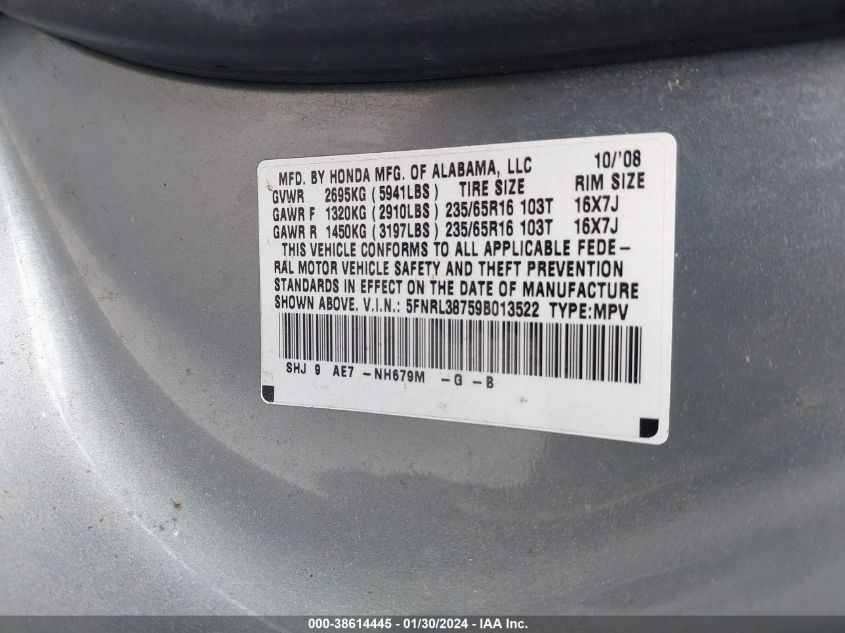 MFD. BY HONDA MFG. OF ALABAMA, LLC 10/'08
GVWR 2695KG (5941LBS) TIRE SIZE RIM SIZE
GAWR F 1320KG (2910LBS) 235/65R16 103T 16X7J
GAWR R 1450KG (3197LBS) 235/65R16 103T 16X7J
THIS VEHICLE CONFORMS TO ALL APPLICABLE FEDE-
RAL MOTOR VEHICLE SAFETY AND THEFT PREVENTION
STANDARDS IN EFFECT ON THE DATE OF MANUFACTURE
SHOWN ABOVE. V.I.N.: 5FNRL38759B013522 TYPE:MPV
SHJ 9 AE7 -NH679M -G -B
000-38614445 - 01/30/2024 - IAA Inc.